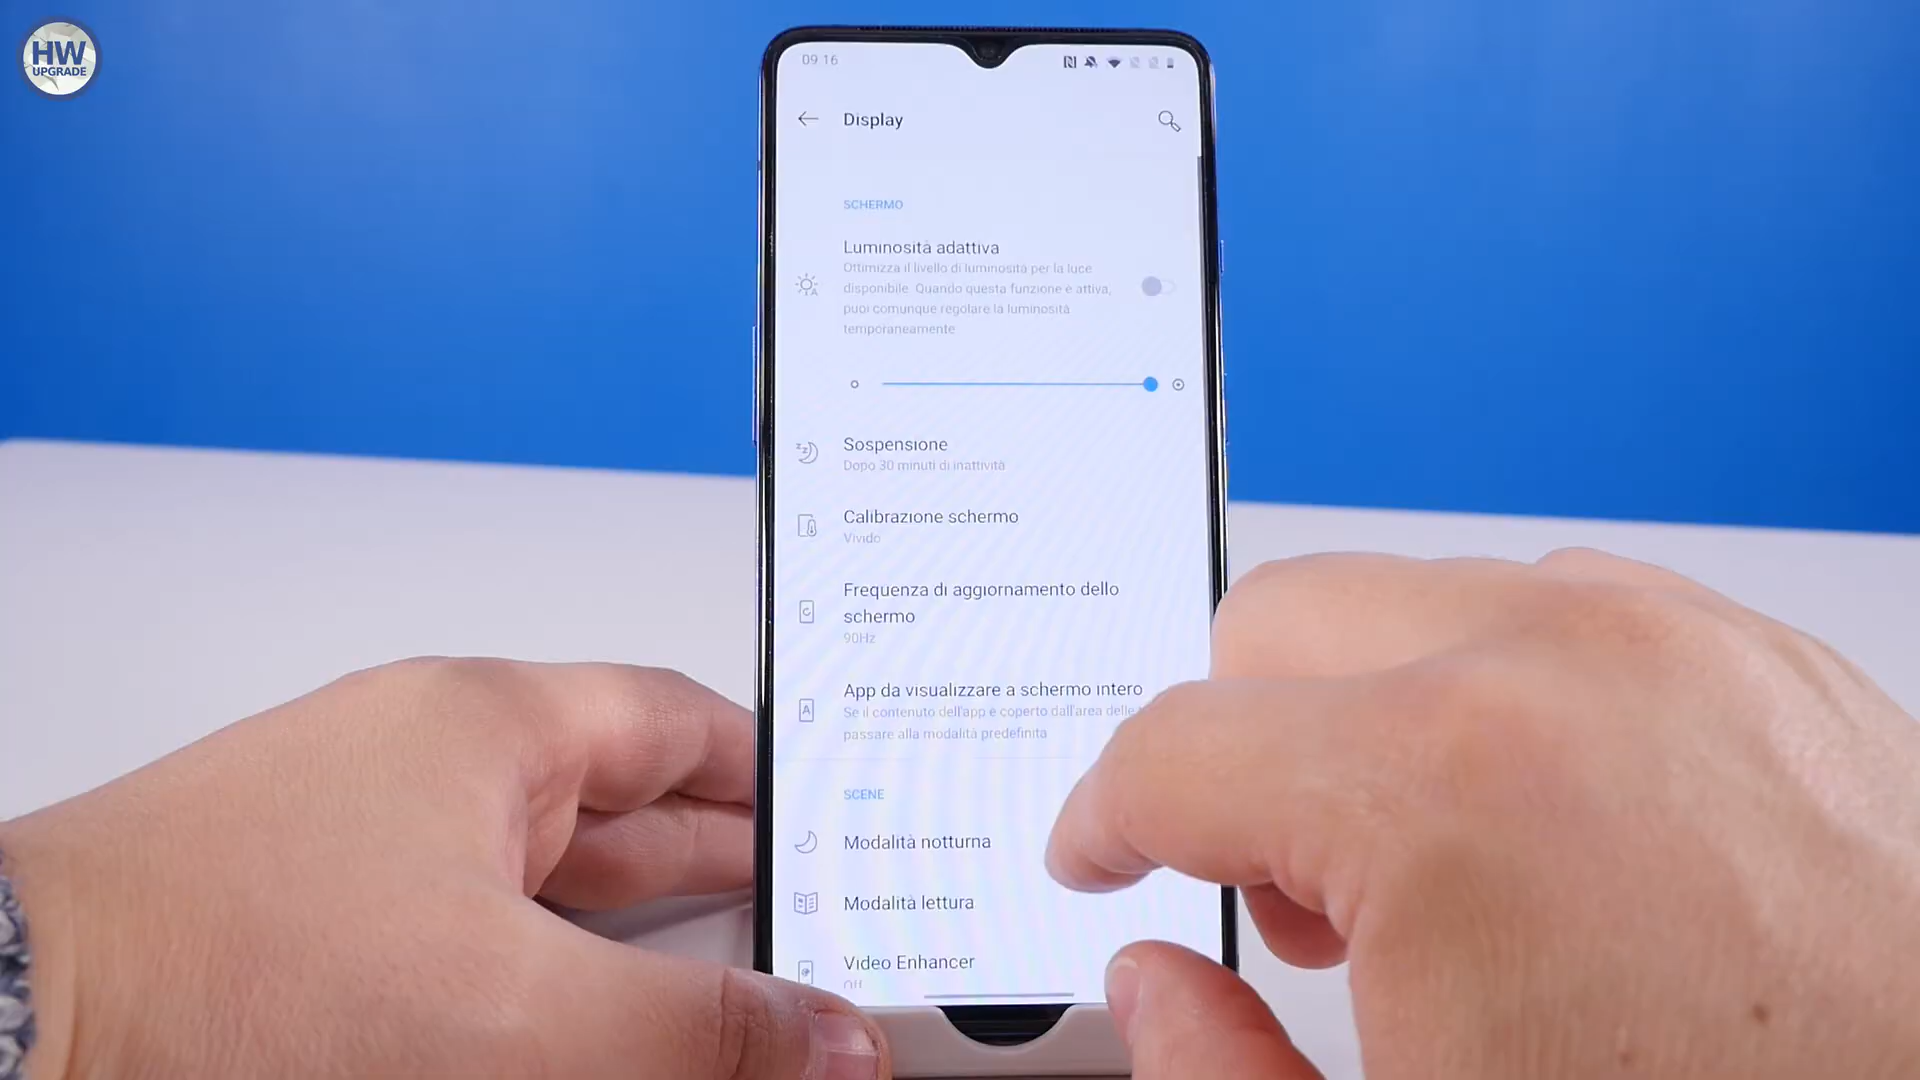 HW
UPGRADE
09 16
Display
SCHERMO
Luminosità adattiva
Ottimizza il livello di luminosità per la luce
disponibile. Quando questa funzione è attiva,
puoi comunque regolare la luminosità
temporaneamente
Sospensione
Dopo 30 minuti di inattività
Calibrazione schermo
Vivido
Frequenza di aggiornamento dello
schermo
90Hz
App da visualizzare a schermo intero
Se il contenuto dell'app è coperto dall'area delle
passare alla modalità predefinita
SCENE
Modalità notturna
Modalità lettura
Video Enhancer
Off